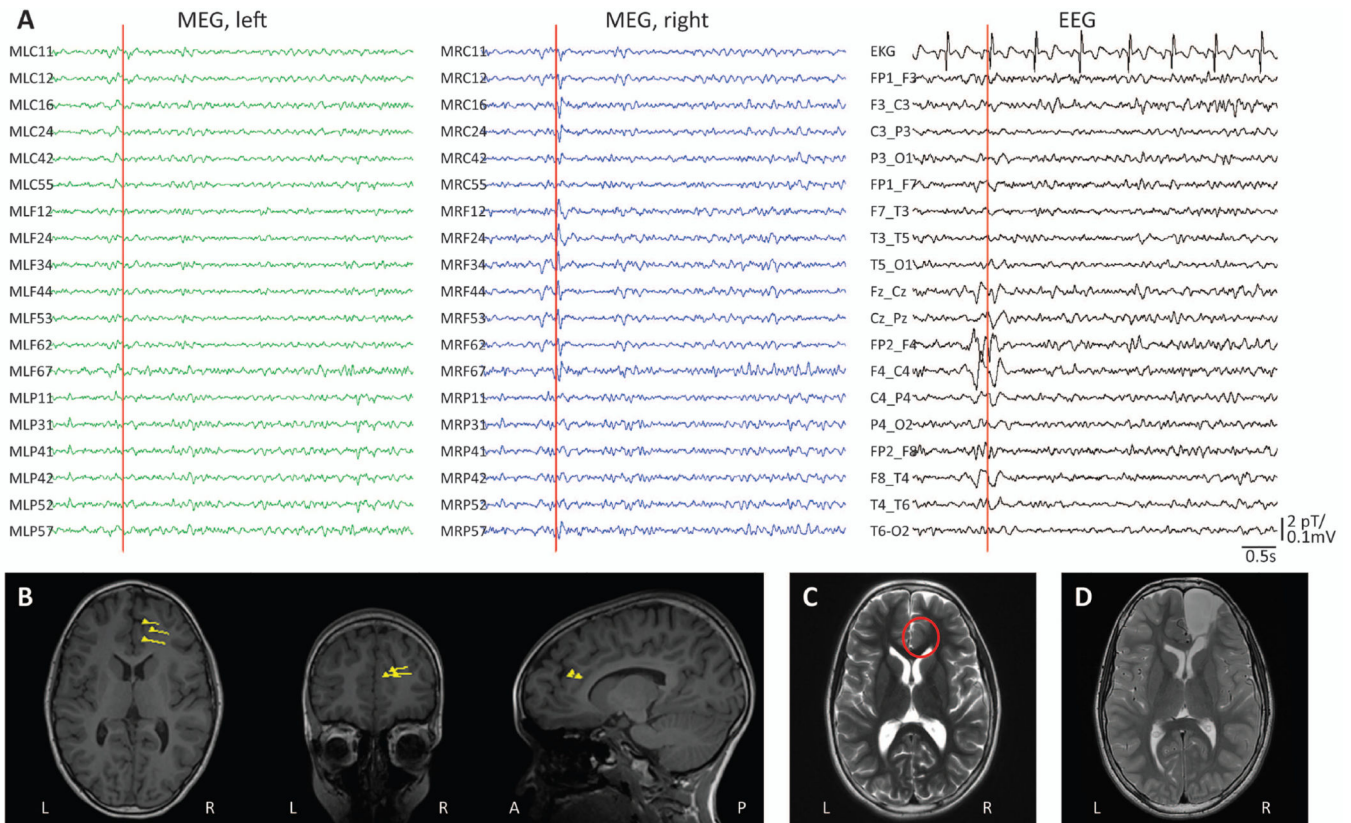 A
MEG, left
MEG, right
EEG
MLC11
MLC12
MLC16
MLC24
MLC42
MLC55
MLF12
MLF24
MLF34
MLF44
MLF53
MLF62
MLF67
MLP11
MLP31
MLP41
MLP42
MLP52
MLP57
MRC11
MRC12
MRC16
MRC24
MRC42
MRC55
MRF12
MRF24
MRF34
MRF44
MRF53
MRF62
MRF67
MRP11
MRP31
MRP41
MRP42
MRP52
MRP57
EKG
FP1_F3
F3_C3
C3_P3
P3_O1
FP1_F7
F7_T3
T3_T5
T5_O1
Fz_Cz
Cz_Pz
FP2_F4
F4_C4
C4_P4
P4_O2
FP2_F8
F8_T4
T4_T6
T6-O2
2 pT/
0.1mV
0.5s
B
L
R
L
R
A
P
C
L
R
D
L
R